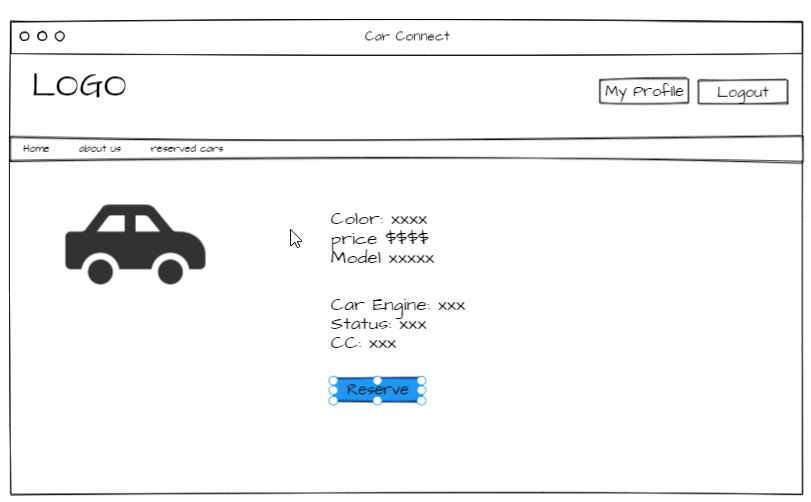 Car Connect
LOGO
My Profile Logout
Home about us reserved cars
Color: xxxx
price $$$$
Model xxxxx
Car Engine: xxx
Status: xxx
CC: xxx
Reserve